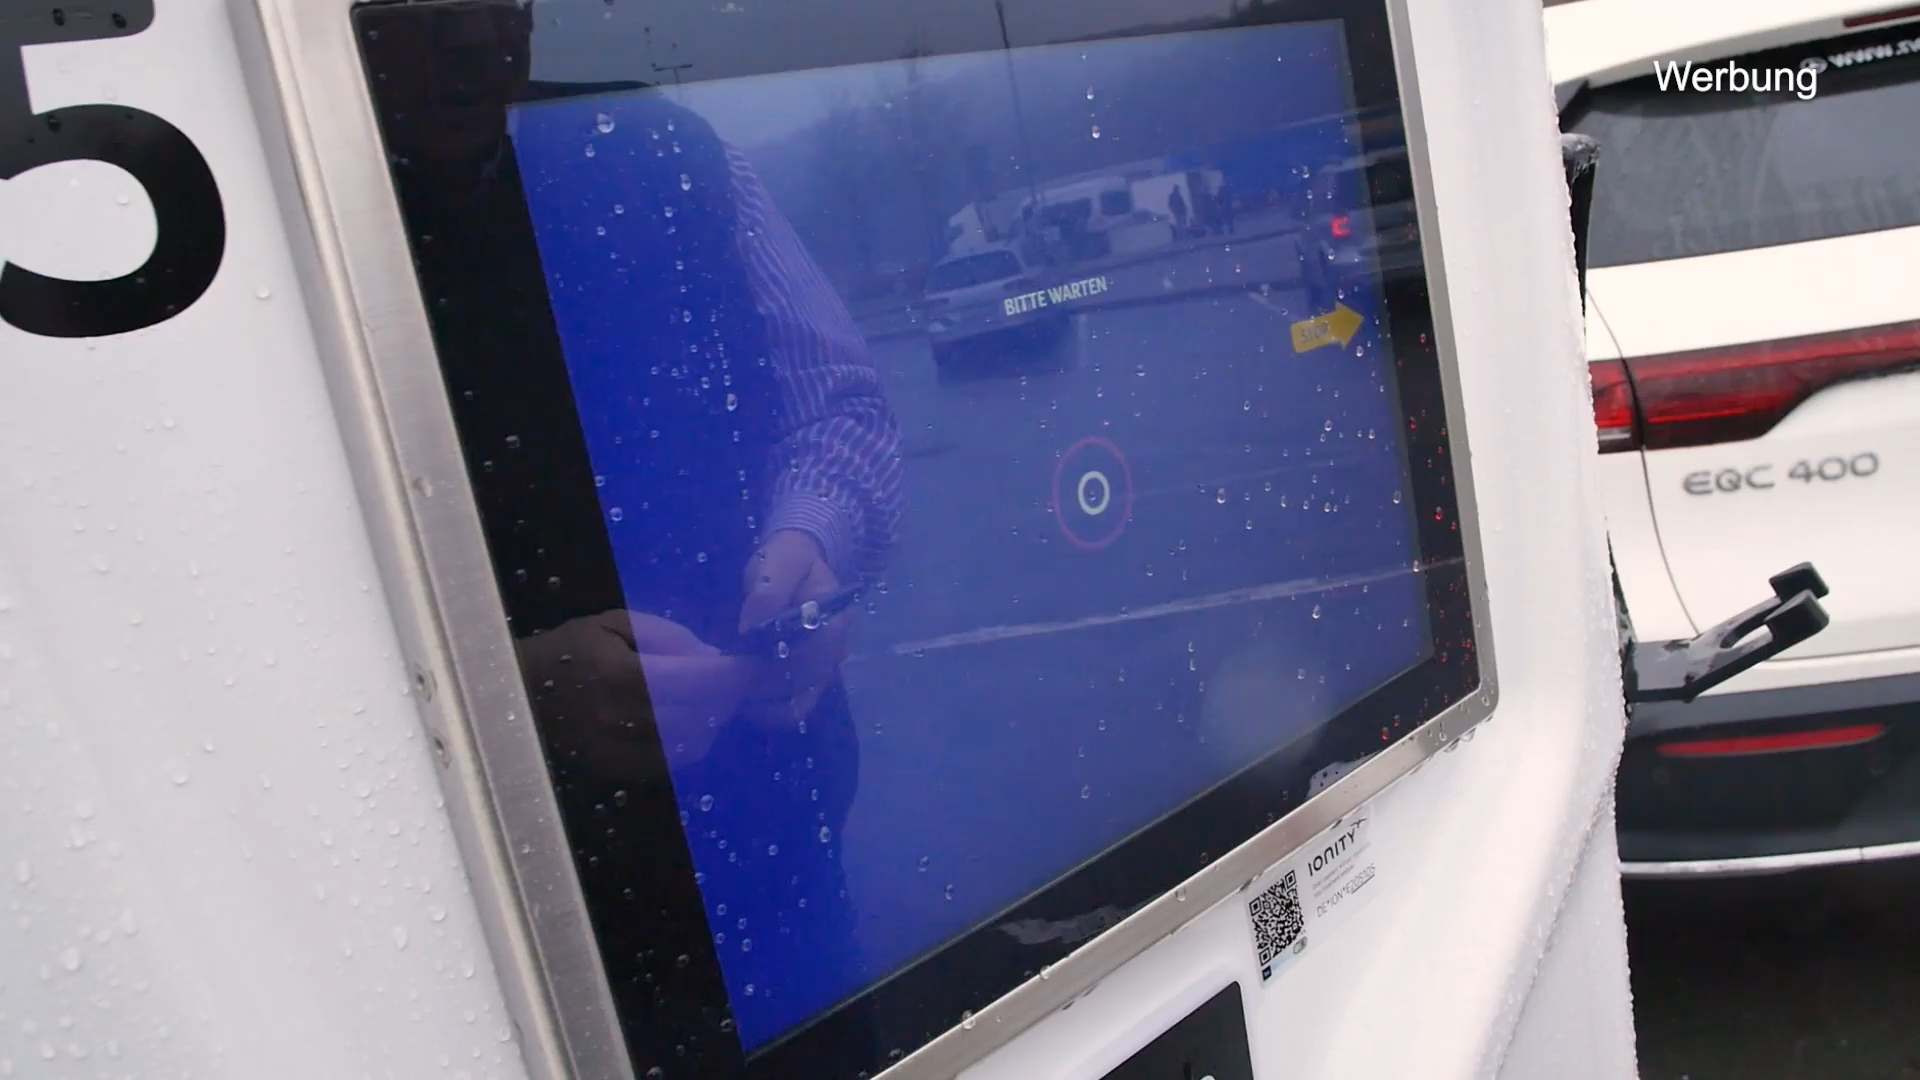 5
Werbung
BITTE WARTEN
STOP
EQC 400
IONITY